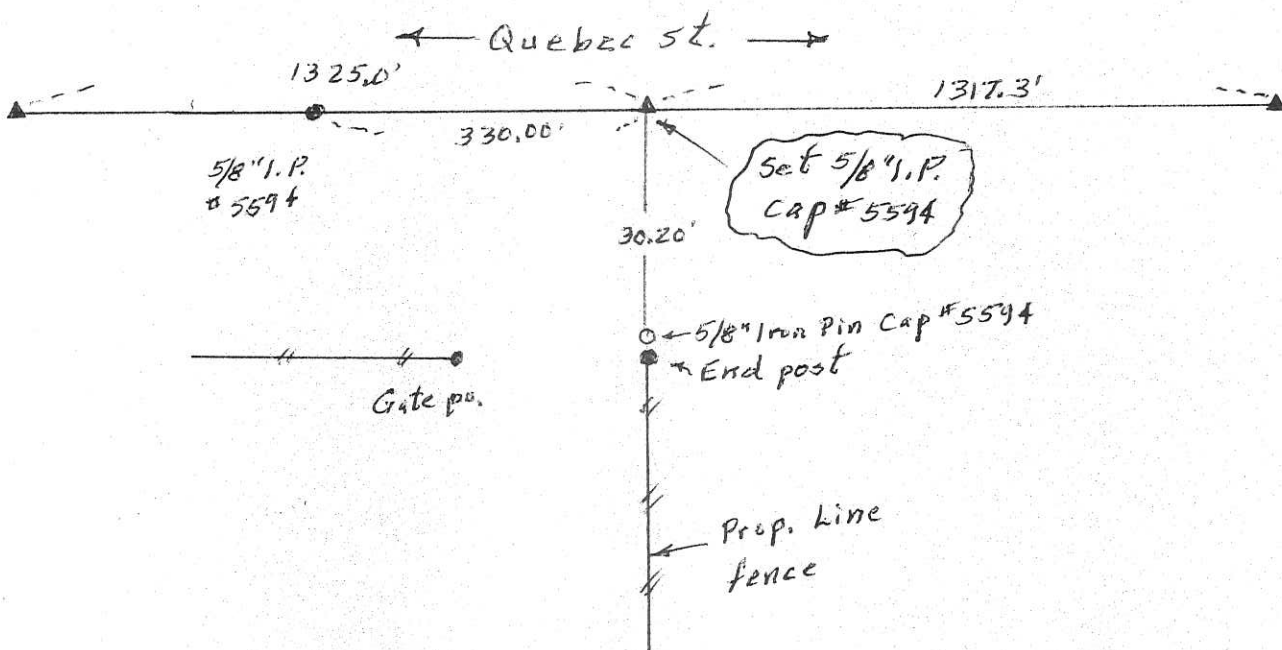 Quebec St.
1325.0'
1317.3'
330.00'
5/8" I.P.
#5594
Set 5/8" I.P.
Cap #5594
30.20'
5/8" Iron Pin Cap #5594
End post
Gate po.
Prop. Line
fence